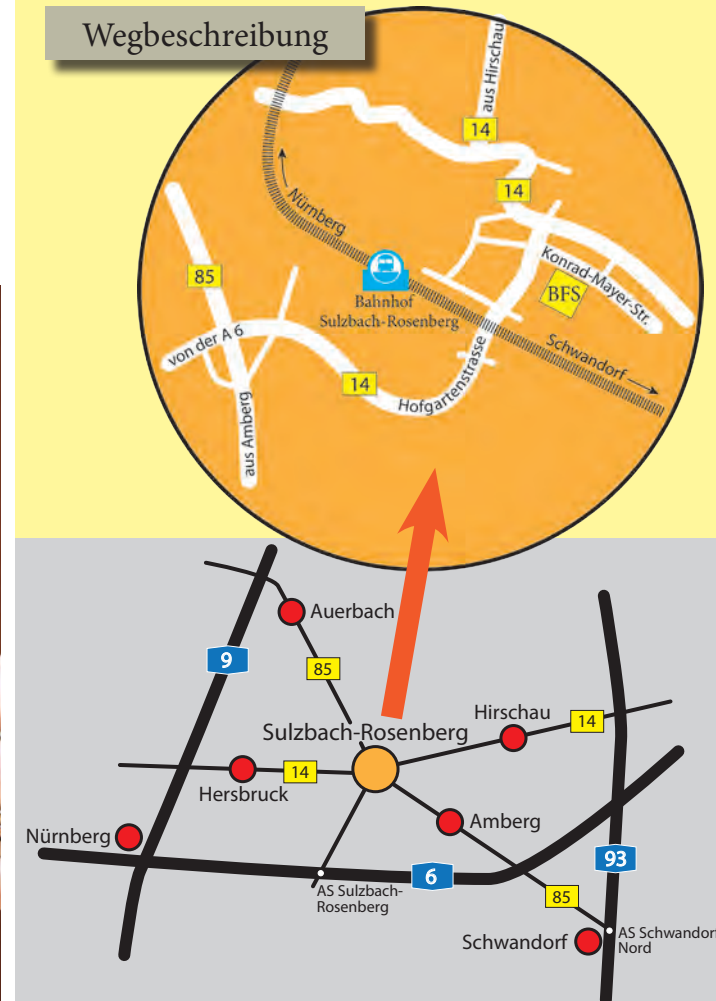 Wegbeschreibung
aus Hirschau
14
14
Nürnberg
85
Konrad-Mayer-Str.
BFS
Bahnhof
Sulzbach-Rosenberg
von der A 6
Schwandorf
14
Hofgartenstrasse
aus Amberg
Auerbach
9
85
Hirschau
14
Sulzbach-Rosenberg
14
Hersbruck
Amberg
Nürnberg
93
6
AS Sulzbach-
Rosenberg
85
AS Schwandorf
Nord
Schwandorf